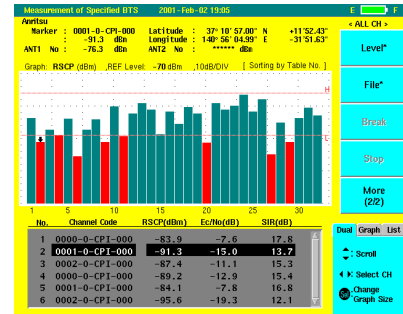 Measurement of Specified BTS 2001-Feb-02 19:05 E F
Anritsu < ALL CH >
Marker : 0001-0-CPI-000 Latitude : 37° 10' 57.00" N +11'52.43"
: -91.3 dBm Longitude : 140° 56' 04.99" E -31'51.63"
ANT1 No : -76.3 dBm ANT2 No : ****** dBm
Graph: RSCP (dBm) ,REF Level: -70 dBm ,10dB/DIV [ Sorting by Table No. ]
H
L
1 5 10 15 20 25 30
No. Channel Code RSCP(dBm) Ec/No(dB) SIR(dB)
1 0000-0-CPI-000 -83.9 -7.6 17.8
2 0001-0-CPI-000 -91.3 -15.0 13.7
3 0002-0-CPI-000 -87.4 -11.1 15.3
4 0000-0-CPI-000 -89.2 -12.9 15.4
5 0001-0-CPI-000 -84.1 -7.8 16.8
6 0002-0-CPI-000 -95.6 -19.3 12.1
Level*
File*
Break
Stop
More
(2/2)
Dual Graph List
: Scroll
: Select CH
Set :Change
Graph Size